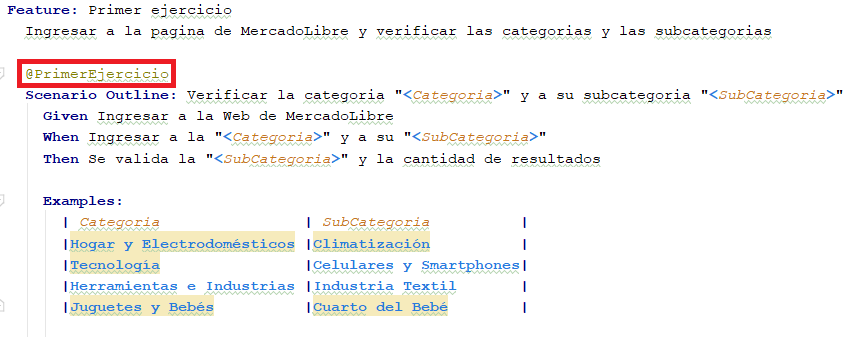 Feature: Primer ejercicio
Ingresar a la pagina de MercadoLibre y verificar las categorias y las subcategorias
@PrimerEjercicio
Scenario Outline: Verificar la categoria "<Categoria>" y a su subcategoria "<SubCategoria>"
Given Ingresar a la Web de MercadoLibre
When Ingresar a la "<Categoria>" y a su "<SubCategoria>"
Then Se valida la "<SubCategoria>" y la cantidad de resultados
Examples:
| Categoria | SubCategoria |
|Hogar y Electrodomésticos |Climatización |
|Tecnología |Celulares y Smartphones|
|Herramientas e Industrias |Industria Textil |
|Juguetes y Bebés |Cuarto del Bebé |